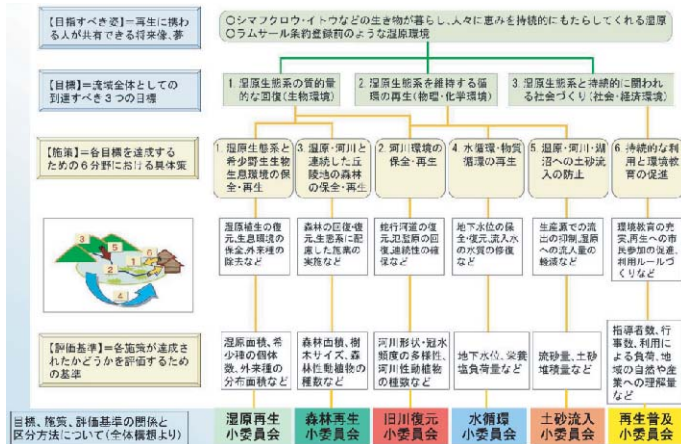 【目指すべき姿】=再生に携わ
る人が共有できる将来像、夢
○シマフクロウ・イトウなどの生き物が暮らし、人々に恵みを持続的にもたらしてくれる湿原
○ラムサール条約登録前のような湿原環境
【目標】=流域全体としての
到達すべき3つの目標
1. 湿原生態系の質的量
的な回復(生物環境)
2. 湿原生態系を維持する循
環の再生(物理・化学環境)
3. 湿原生態系と持続的に関われ
る社会づくり(社会・経済環境)
【施策】=各目標を達成する
ための6分野における具体策
1. 湿原生態系と
希少野生生物
生息環境の保
全・再生
3. 湿原・河川と
連続した丘
陵地の森林
の保全・再生
2. 河川環境の
保全・再生
4. 水循環・物質
循環の再生
5. 湿原・河川・湖
沼への土砂流
入の防止
6. 持続的な利
用と環境教
育の促進
湿原植生の復
元、生息環境の
保全、外来種の
除去など
森林の回復・復
元、生態系に配
慮した施業の
実施など
蛇行河道の復
元、氾濫原の回
復、連続性の確
保など
地下水位の保
全・復元、流入水
の水質の修復な
ど
生産源での流
出の抑制、湿原
への流入量の
軽減など
環境教育の充
実、再生への市
民参加の促進、
利用ルールづ
くりなど
3
5
6
2
1
4
【評価基準】=各施策が達成さ
れたかどうかを評価するため
の基準
湿原面積、希
少種の個体
数、外来種の
分布面積など
森林面積、樹
木サイズ、森
林性動植物の
種数など
河川形状・冠水
頻度の多様性、
河川性動植物
の種数など
地下水位、栄養
塩負荷量など
流砂量、土砂
堆積量など
指導者数、行
事数、利用に
よる負荷、地
域の自然や産
業への理解量
など
目標、施策、評価基準の関係と
区分方法について(全体構想より)
湿原再生
小委員会
森林再生
小委員会
旧川復元
小委員会
水循環
小委員会
土砂流入
小委員会
再生普及
小委員会